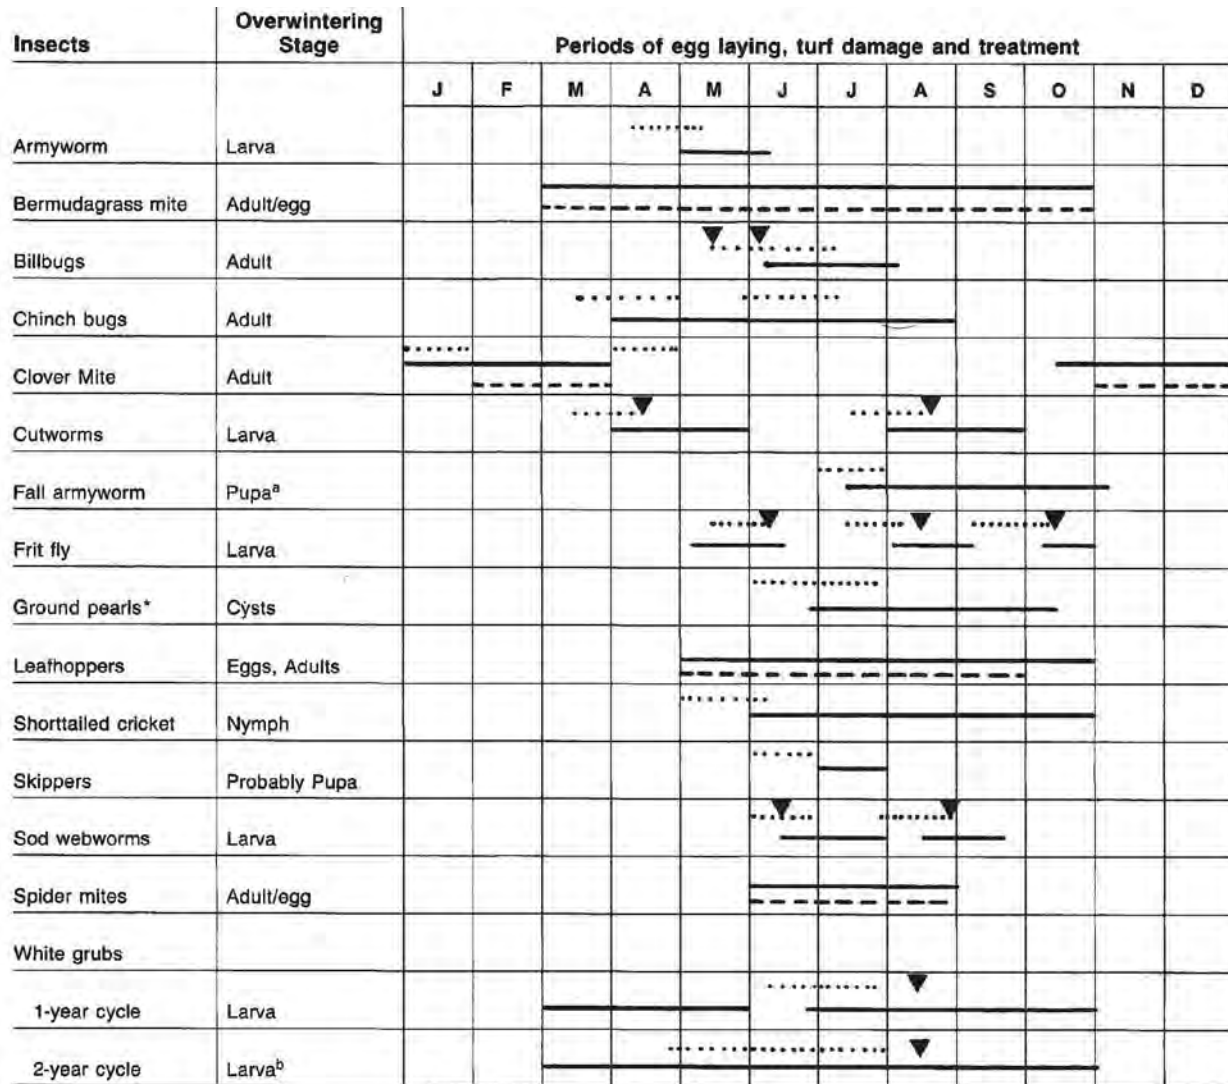 Insects Overwintering Stage Periods of egg laying, turf damage and treatment
J F M A M J J A S O N D
Armyworm Larva
Bermudagrass mite Adult/egg
Billbugs Adult
Chinch bugs Adult
Clover Mite Adult
Cutworms Larva
Fall armyworm Pupaᵃ
Frit fly Larva
Ground pearls* Cysts
Leafhoppers Eggs, Adults
Shorttailed cricket Nymph
Skippers Probably Pupa
Sod webworms Larva
Spider mites Adult/egg
White grubs
1-year cycle Larva
2-year cycle Larvaᵇ